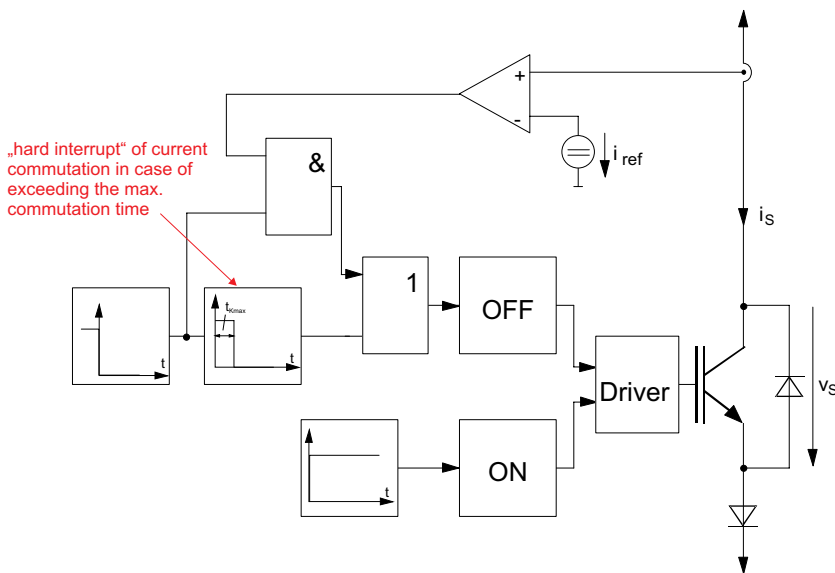 +
-
„hard interrupt“ of current
commutation in case of
exceeding the max.
commutation time
&
i ref
iS
1
OFF
tKmax
t
t
Driver
vS
ON
t